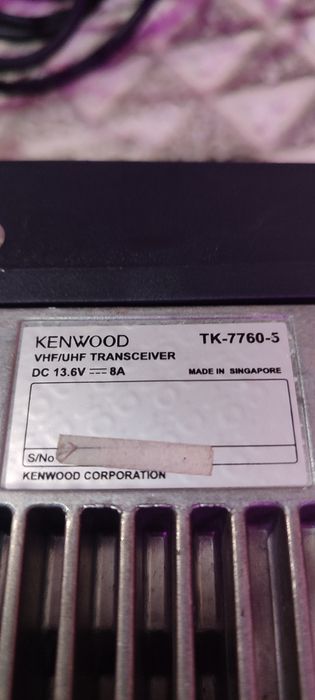 KENWOOD TK-7760-5
VHF/UHF TRANSCEIVER
DC 13.6V ⎓ 8A MADE IN SINGAPORE
S/No.
KENWOOD CORPORATION